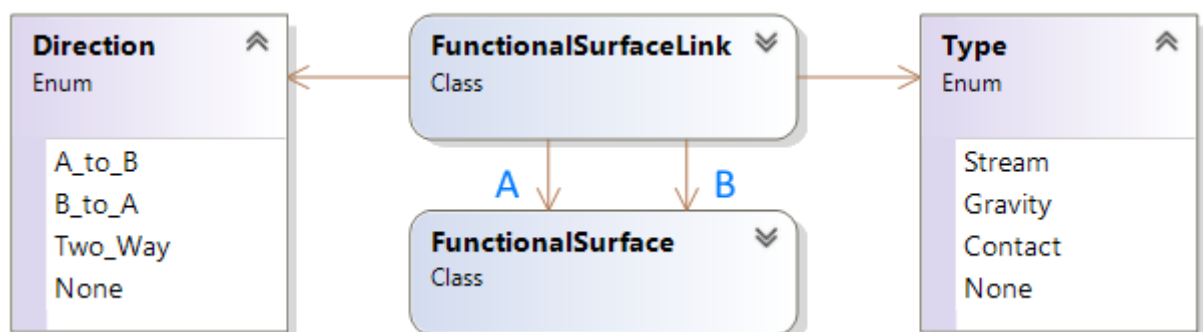 Direction
Enum
A_to_B
B_to_A
Two_Way
None
FunctionalSurfaceLink
Class
A
B
FunctionalSurface
Class
Type
Enum
Stream
Gravity
Contact
None